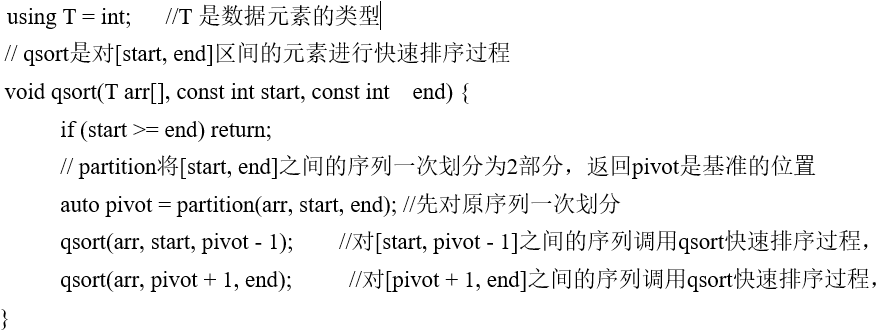 using T = int;      //T 是数据元素的类型
// qsort是对[start, end]区间的元素进行快速排序过程
void qsort(T arr[], const int start, const int    end) {
      if (start >= end) return;
      // partition将[start, end]之间的序列一次划分为2部分，返回pivot是基准的位置
      auto pivot = partition(arr, start, end); //先对原序列一次划分
      qsort(arr, start, pivot - 1);        //对[start, pivot - 1]之间的序列调用qsort快速排序过程，
      qsort(arr, pivot + 1, end);          //对[pivot + 1, end]之间的序列调用qsort快速排序过程，
}